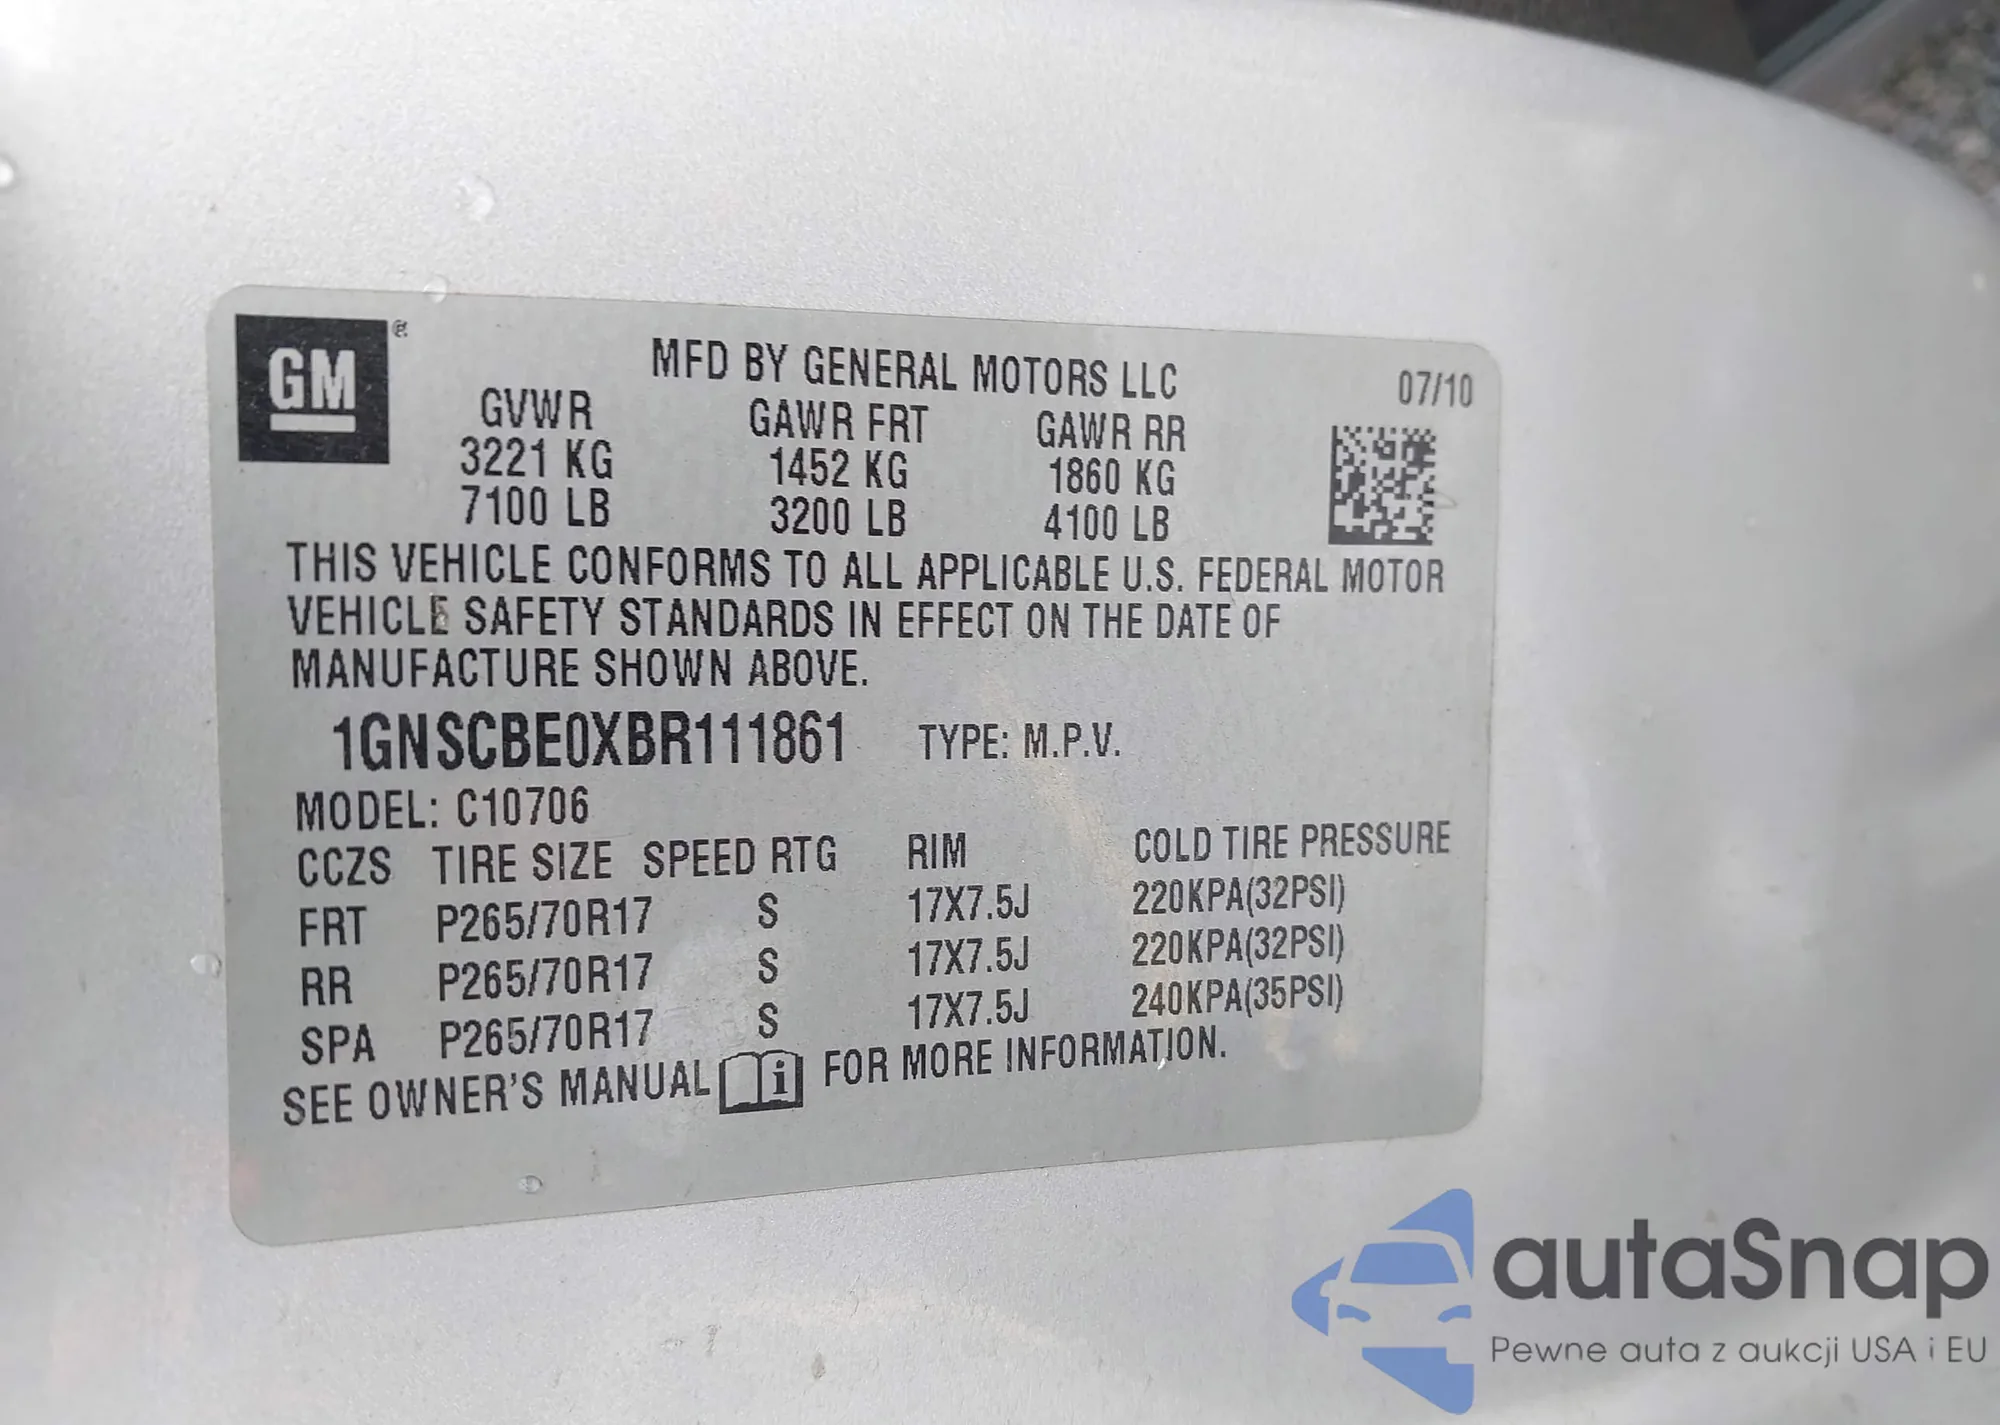 GM ®
MFD BY GENERAL MOTORS LLC 07/10
GVWR GAWR FRT GAWR RR
3221 KG 1452 KG 1860 KG
7100 LB 3200 LB 4100 LB
THIS VEHICLE CONFORMS TO ALL APPLICABLE U.S. FEDERAL MOTOR
VEHICLE SAFETY STANDARDS IN EFFECT ON THE DATE OF
MANUFACTURE SHOWN ABOVE.
1GNSCBE0XBR111861 TYPE: M.P.V.
MODEL: C10706
CCZS TIRE SIZE SPEED RTG RIM COLD TIRE PRESSURE
FRT P265/70R17 S 17X7.5J 220KPA(32PSI)
RR P265/70R17 S 17X7.5J 220KPA(32PSI)
SPA P265/70R17 S 17X7.5J 240KPA(35PSI)
SEE OWNER'S MANUAL i FOR MORE INFORMATION.
autaSnap
Pewne auta z aukcji USA i EU